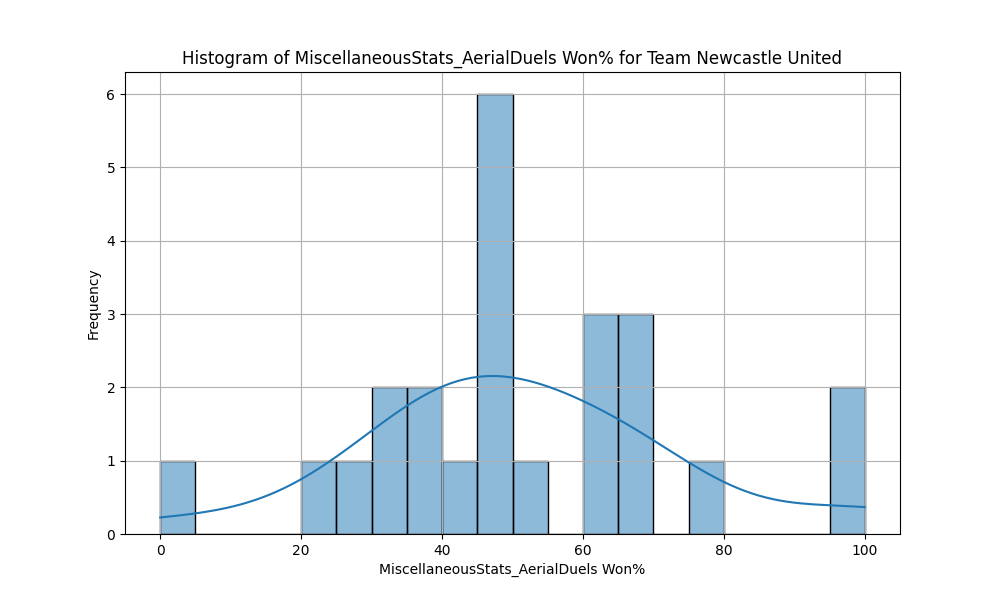 Histogram of MiscellaneousStats_AerialDuels Won% for Team Newcastle United
6
5
4
3
2
1
0
Frequency
0 20 40 60 80 100
MiscellaneousStats_AerialDuels Won%